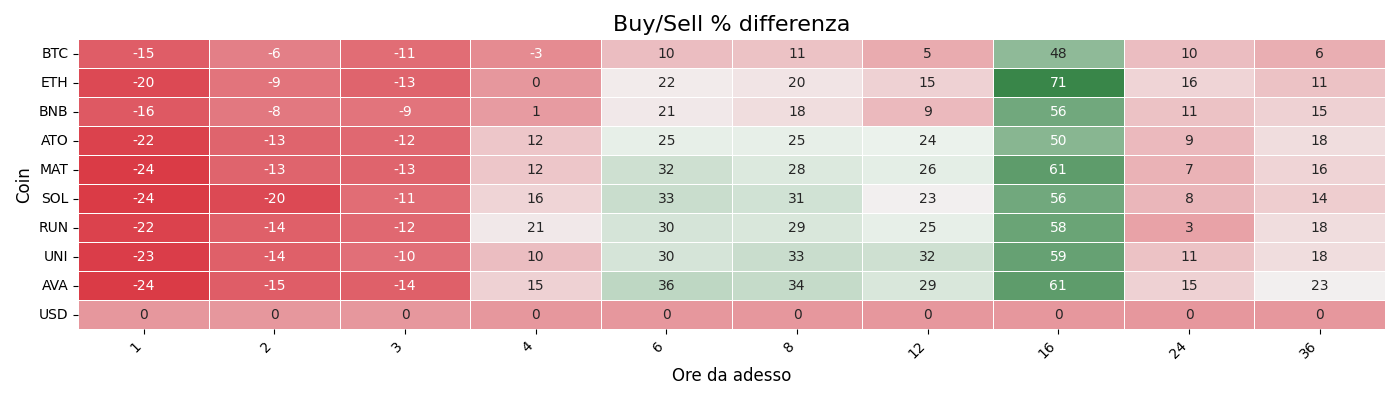 Buy/Sell % differenza
Coin
BTC -15 -6 -11 -3 10 11 5 48 10 6
ETH -20 -9 -13 0 22 20 15 71 16 11
BNB -16 -8 -9 1 21 18 9 56 11 15
ATO -22 -13 -12 12 25 25 24 50 9 18
MAT -24 -13 -13 12 32 28 26 61 7 16
SOL -24 -20 -11 16 33 31 23 56 8 14
RUN -22 -14 -12 21 30 29 25 58 3 18
UNI -23 -14 -10 10 30 33 32 59 11 18
AVA -24 -15 -14 15 36 34 29 61 15 23
USD 0 0 0 0 0 0 0 0 0 0
1 2 3 4 6 8 12 16 24 36
Ore da adesso